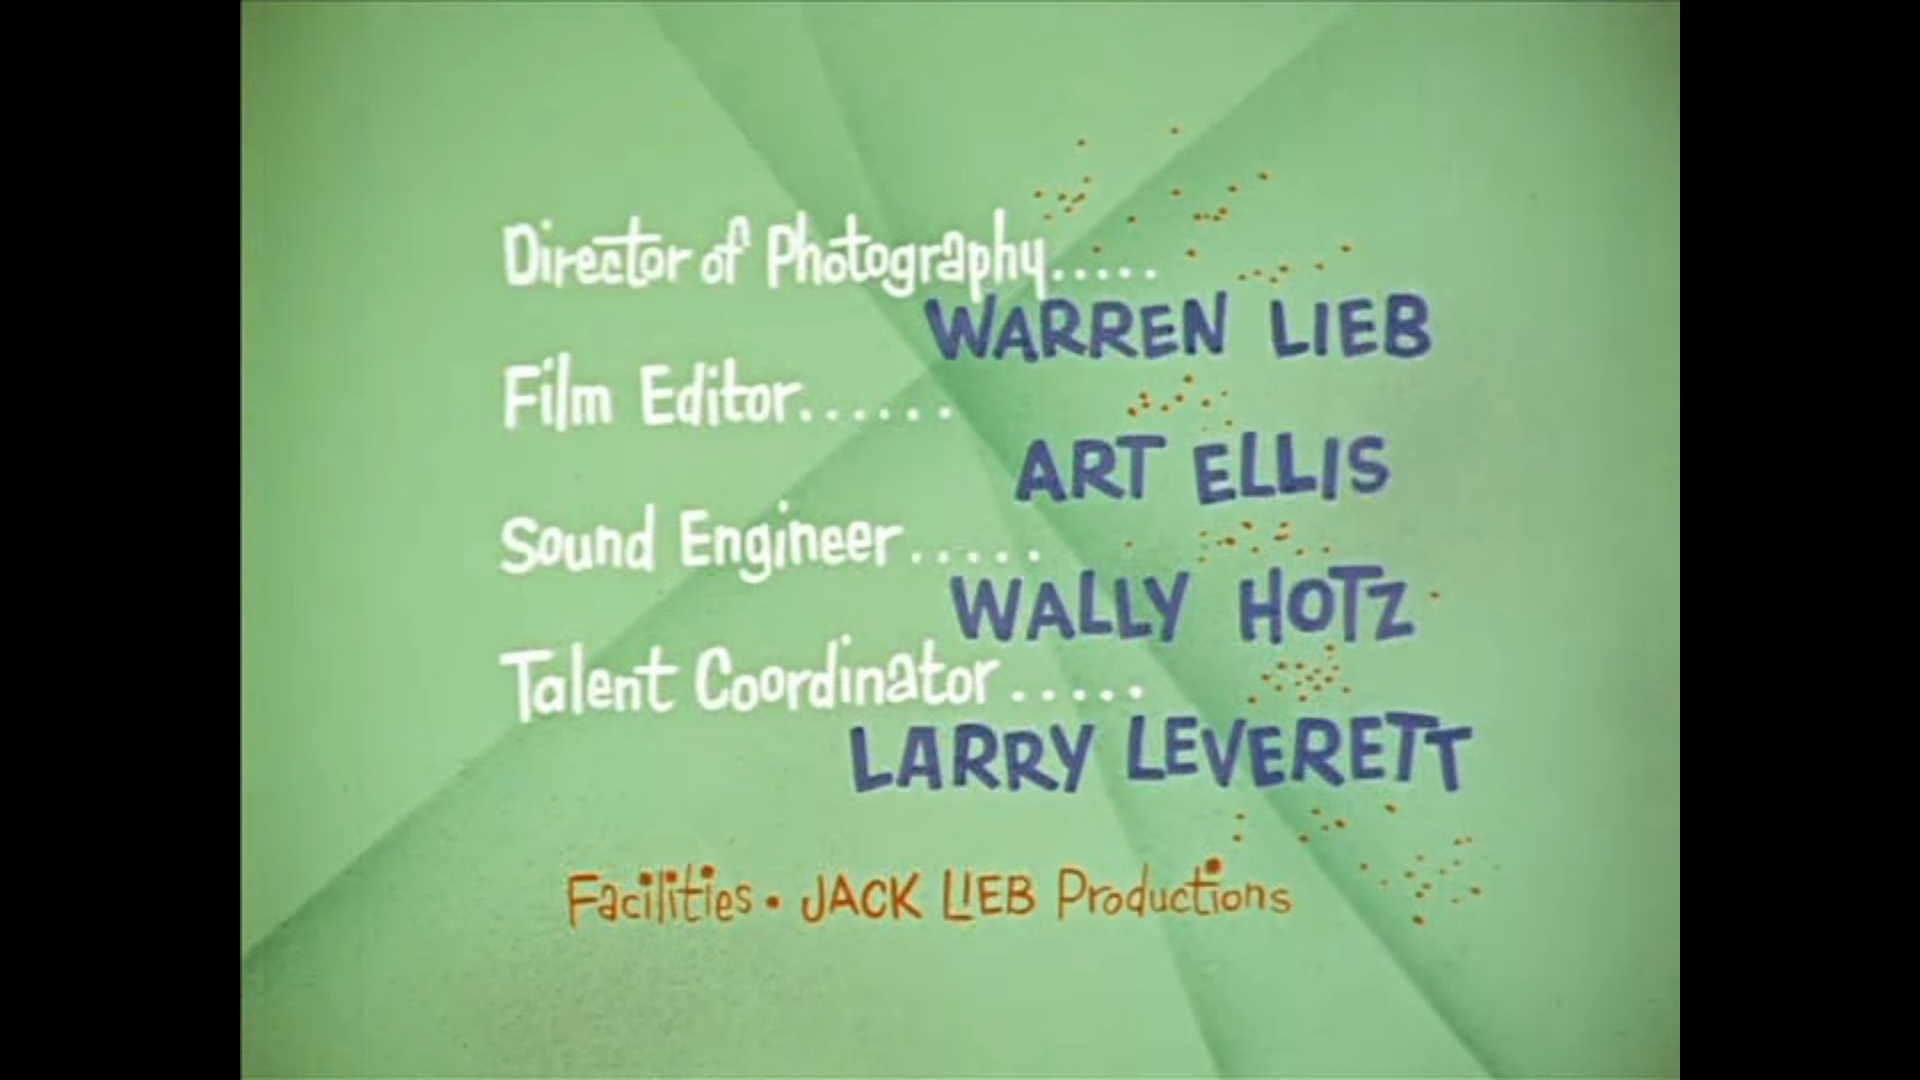 Director of Photography.....
WARREN LIEB
Film Editor......
ART ELLIS
Sound Engineer.....
WALLY HOTZ
Talent Coordinator.....
LARRY LEVERETT
Facilities • JACK LIEB Productions